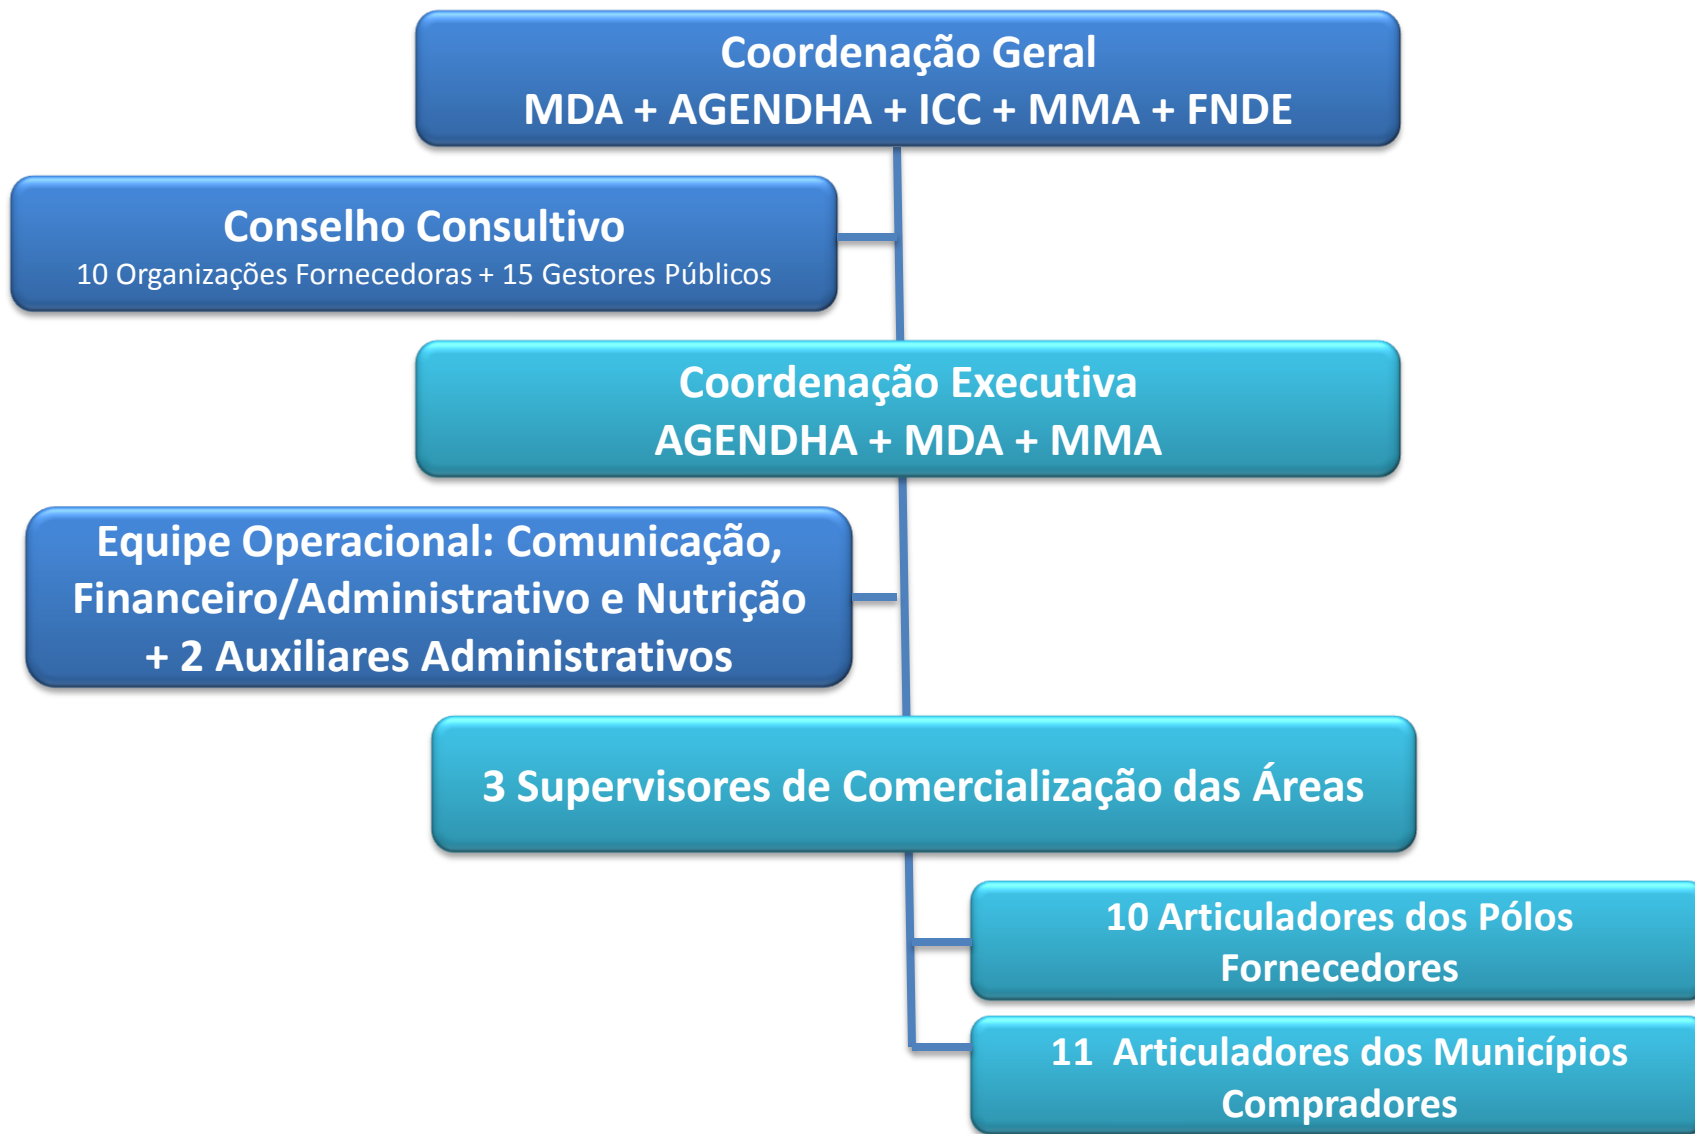 Coordenação Geral
MDA + AGENDHA + ICC + MMA + FNDE
Conselho Consultivo
10 Organizações Fornecedoras + 15 Gestores Públicos
Coordenação Executiva
AGENDHA + MDA + MMA
Equipe Operacional: Comunicação,
Financeiro/Administrativo e Nutrição
+ 2 Auxiliares Administrativos
3 Supervisores de Comercialização das Áreas
10 Articuladores dos Pólos
Fornecedores
11 Articuladores dos Municípios
Compradores